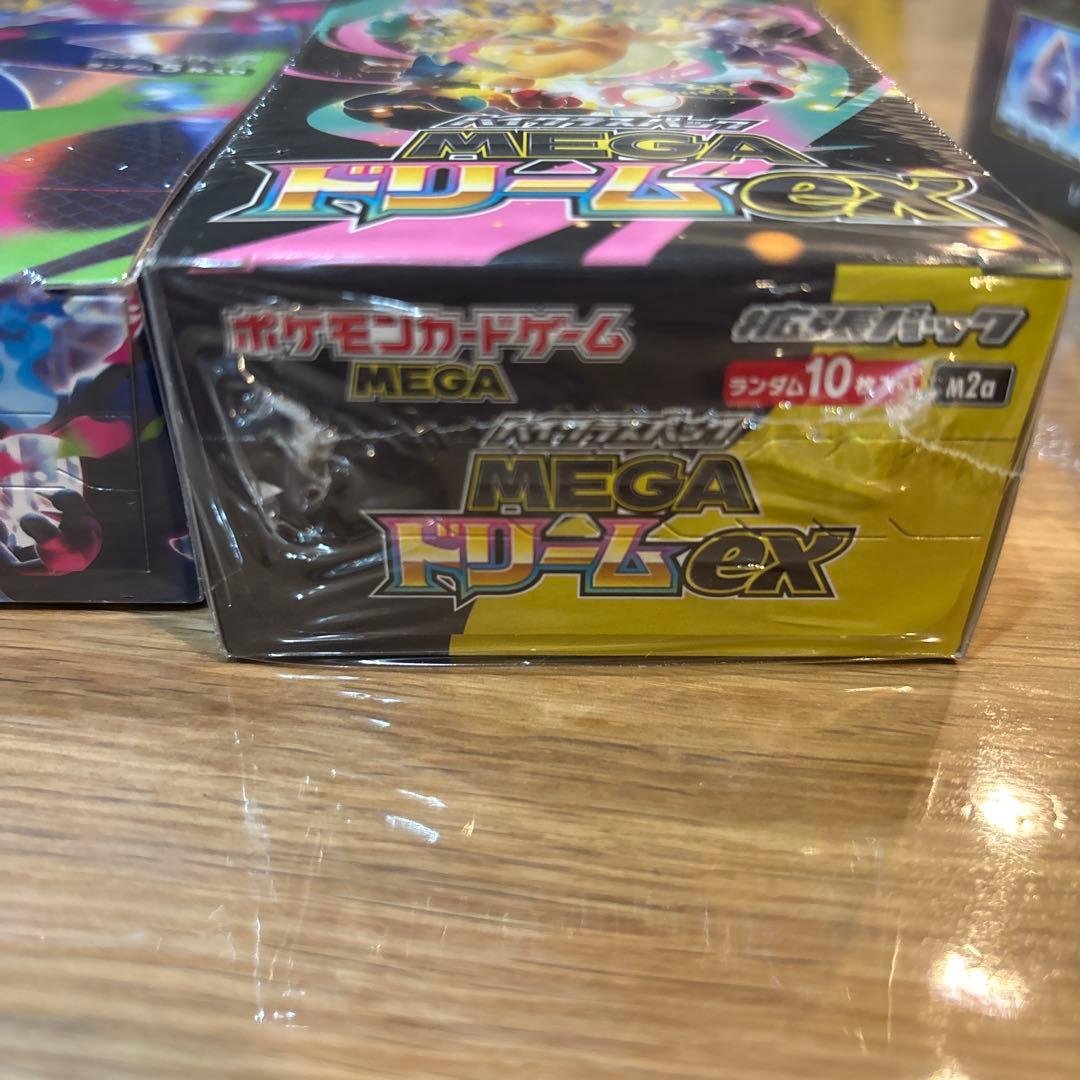 ハイクラスパック
MEGA
ドリームex
ポケモンカードゲーム
MEGA
拡張パック
ランダム10枚入り
M2a
ハイクラスパック
MEGA
ドリームex